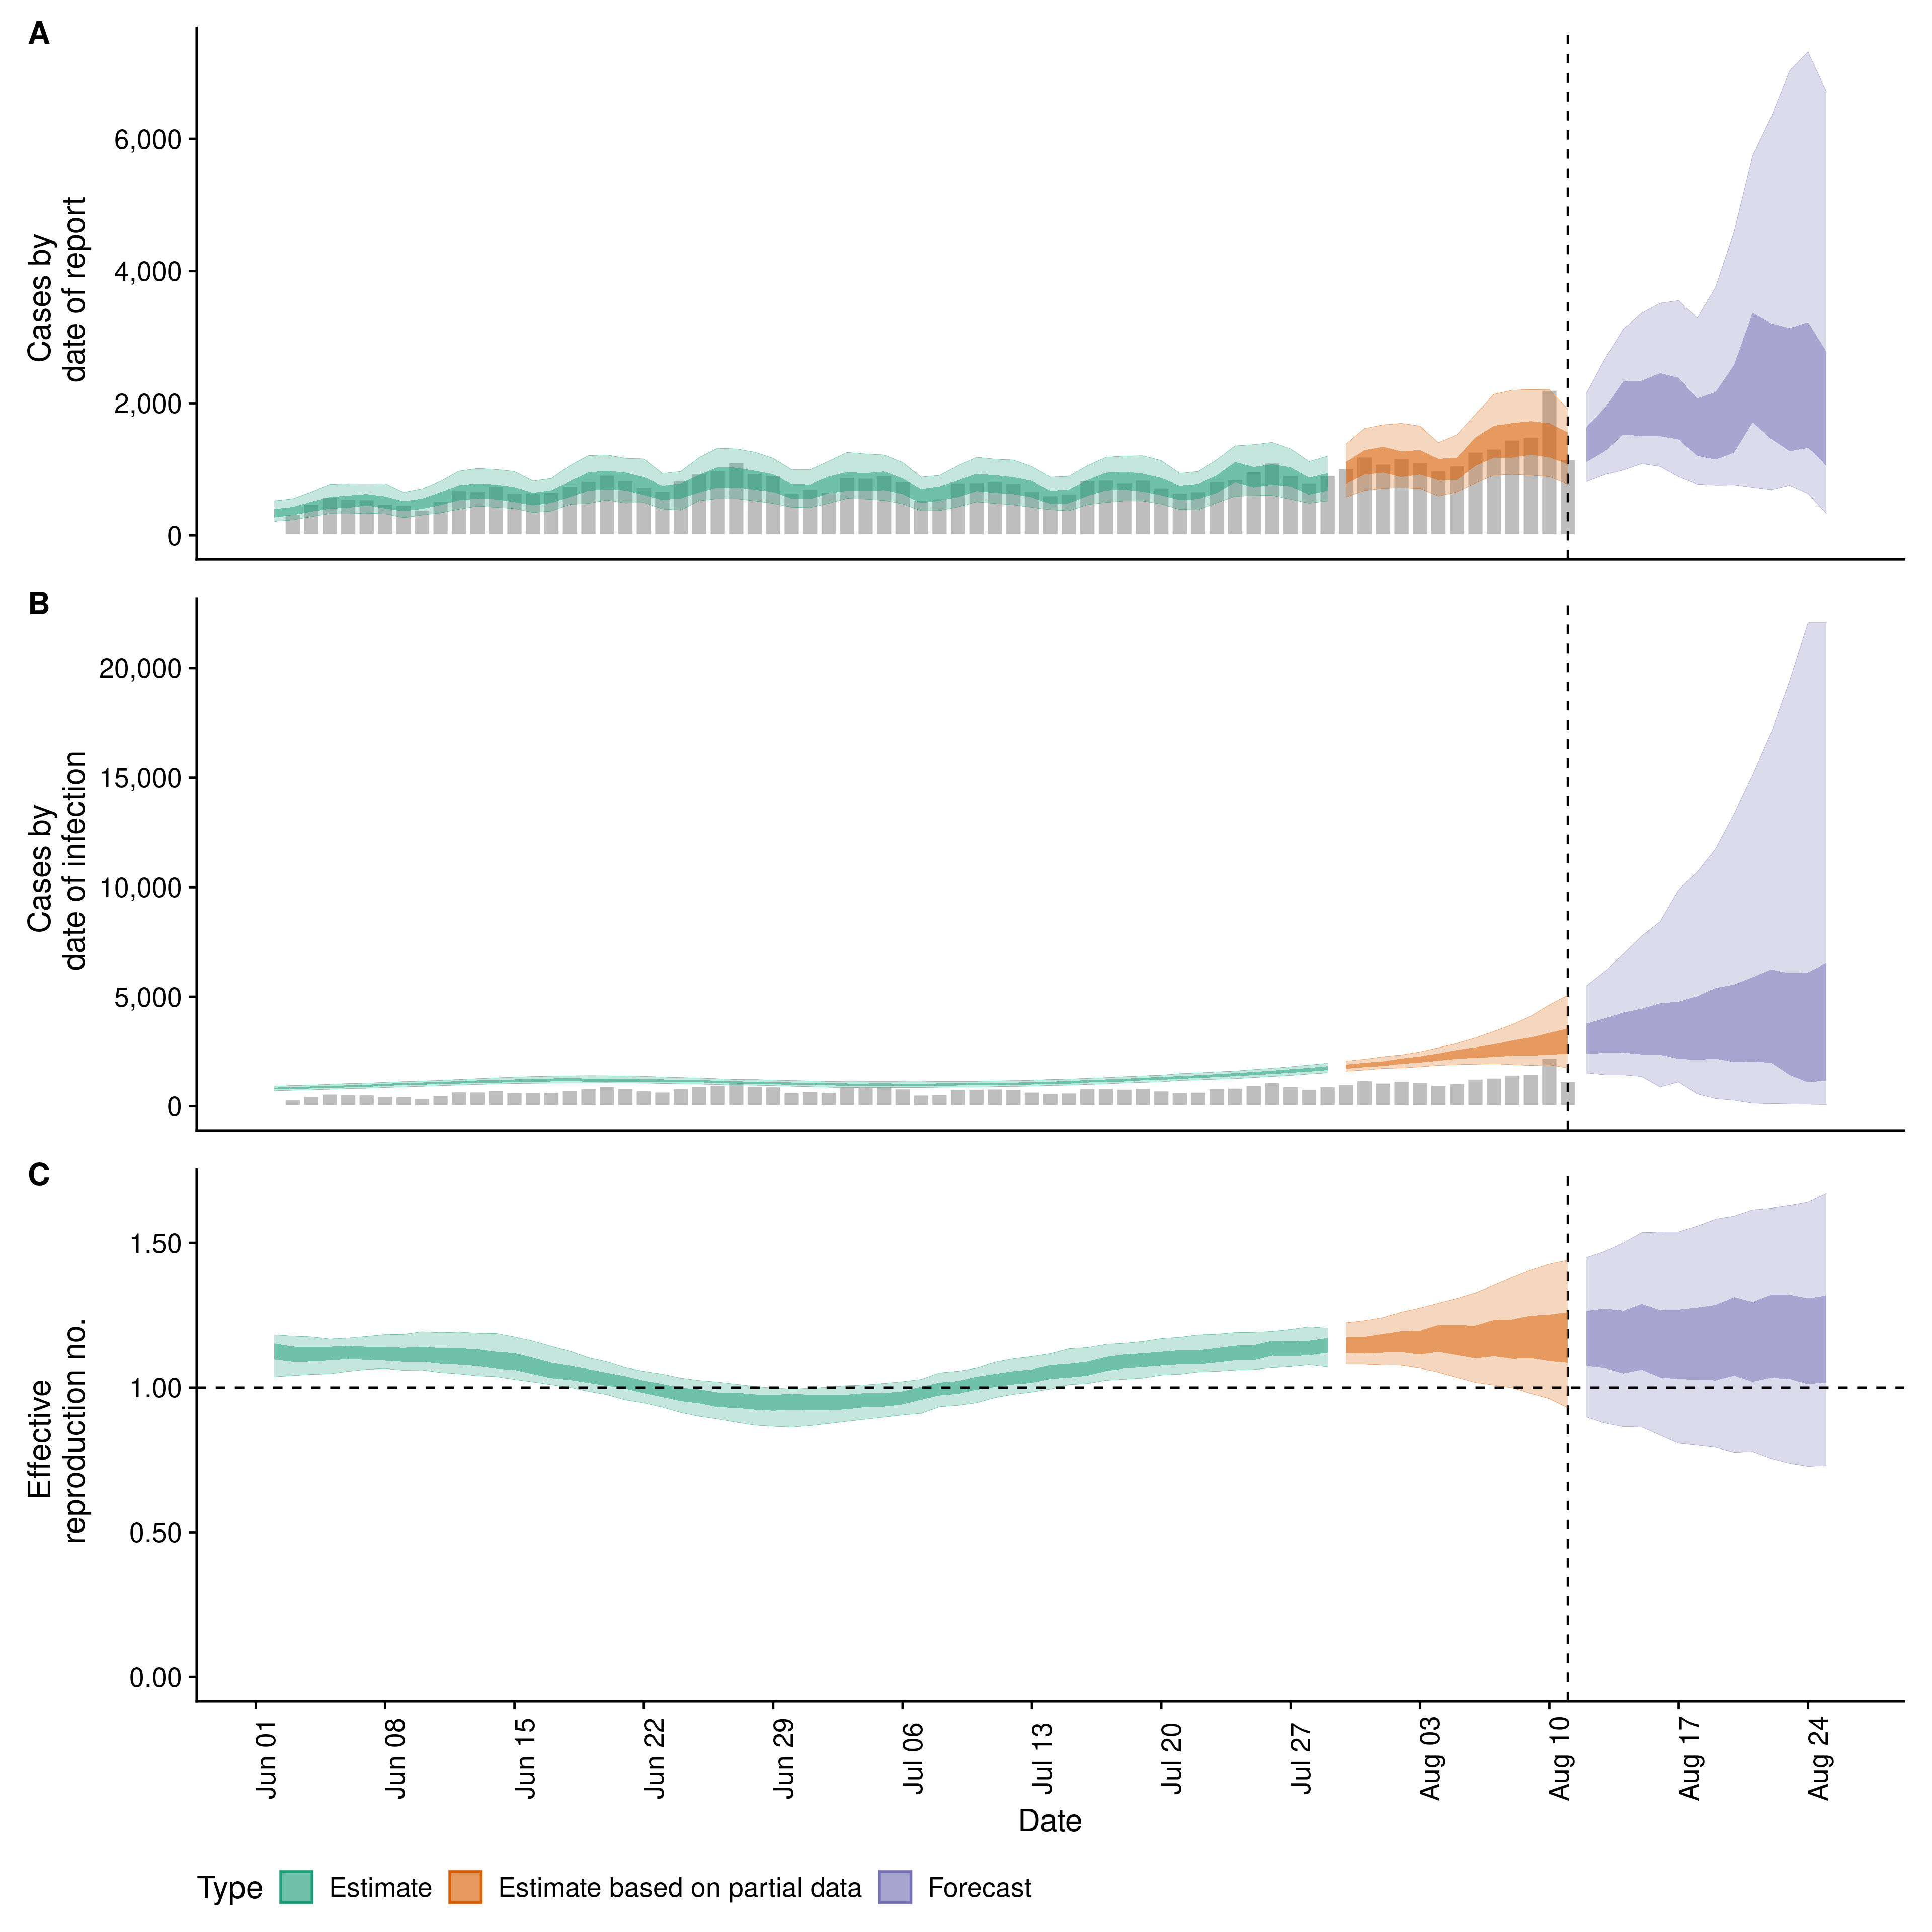 A
Cases by
date of report
6,000
4,000
2,000
0
B
Cases by
date of infection
20,000
15,000
10,000
5,000
0
C
Effective
reproduction no.
1.50
1.00
0.50
0.00
Jun 01
Jun 08
Jun 15
Jun 22
Jun 29
Jul 06
Jul 13
Jul 20
Jul 27
Aug 03
Aug 10
Aug 17
Aug 24
Date
Type
Estimate
Estimate based on partial data
Forecast